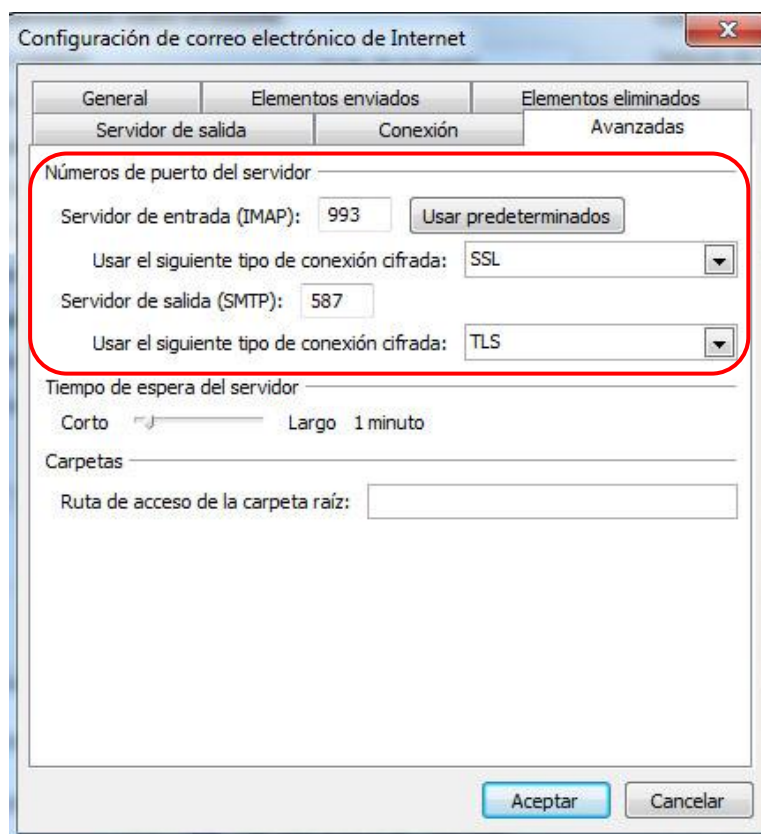 Configuración de correo electrónico de Internet
General Elementos enviados Elementos eliminados
Servidor de salida Conexión Avanzadas
Números de puerto del servidor
Servidor de entrada (IMAP): 993 Usar predeterminados
Usar el siguiente tipo de conexión cifrada: SSL
Servidor de salida (SMTP): 587
Usar el siguiente tipo de conexión cifrada: TLS
Tiempo de espera del servidor
Corto Largo 1 minuto
Carpetas
Ruta de acceso de la carpeta raíz:
Aceptar Cancelar